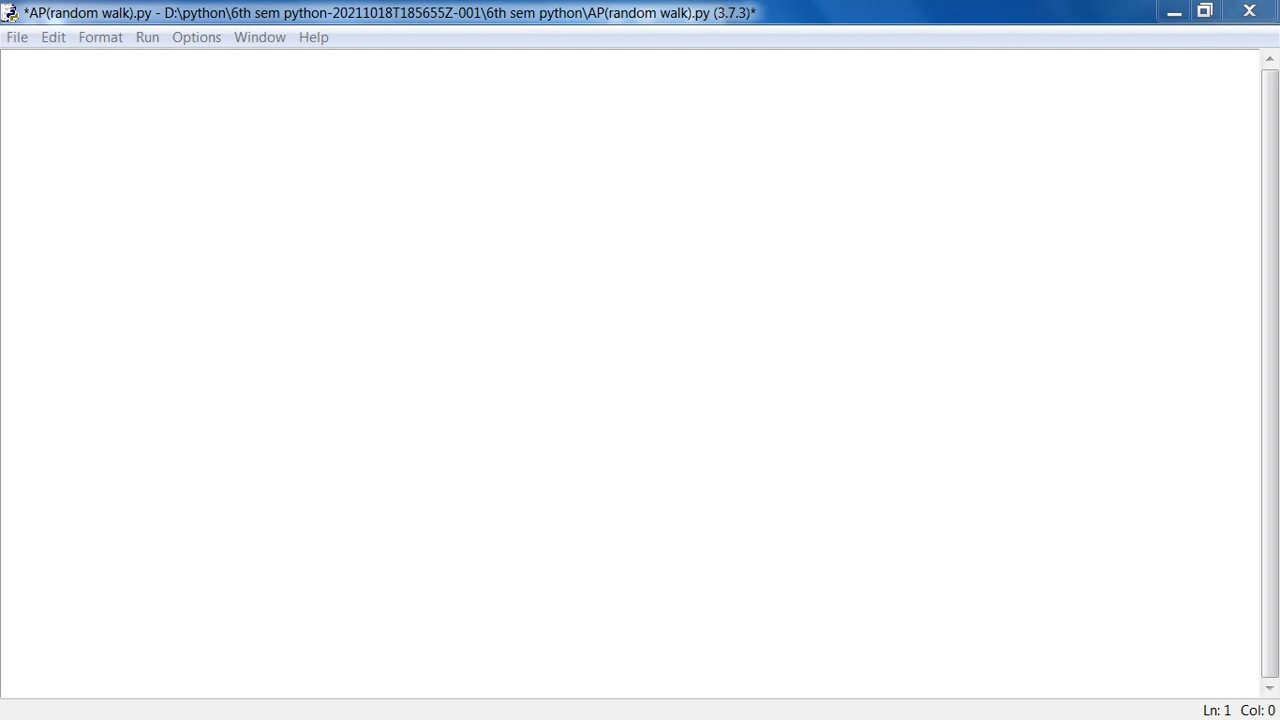 *AP(random walk).py - D:\python\6th sem python-20211018T185655Z-001\6th sem python\AP(random walk).py (3.7.3)*
File Edit Format Run Options Window Help
Ln: 1 Col: 0